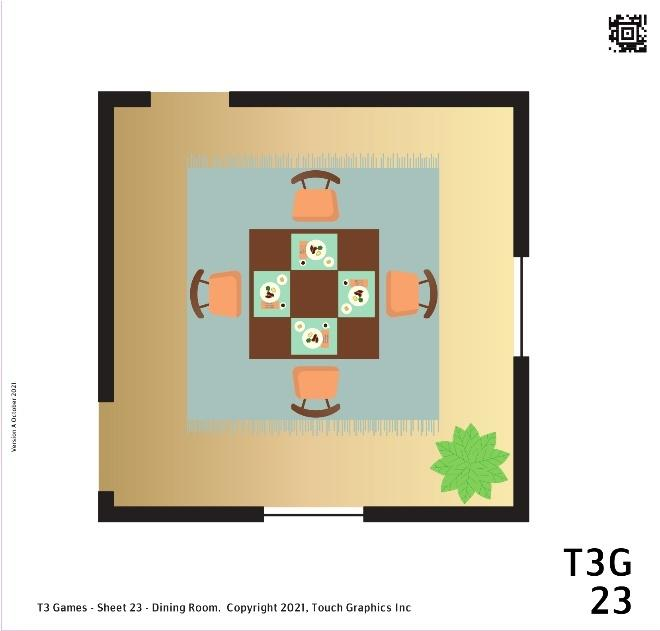 Version A October 2021
T3G
23
T3 Games - Sheet 23 - Dining Room.  Copyright 2021, Touch Graphics Inc